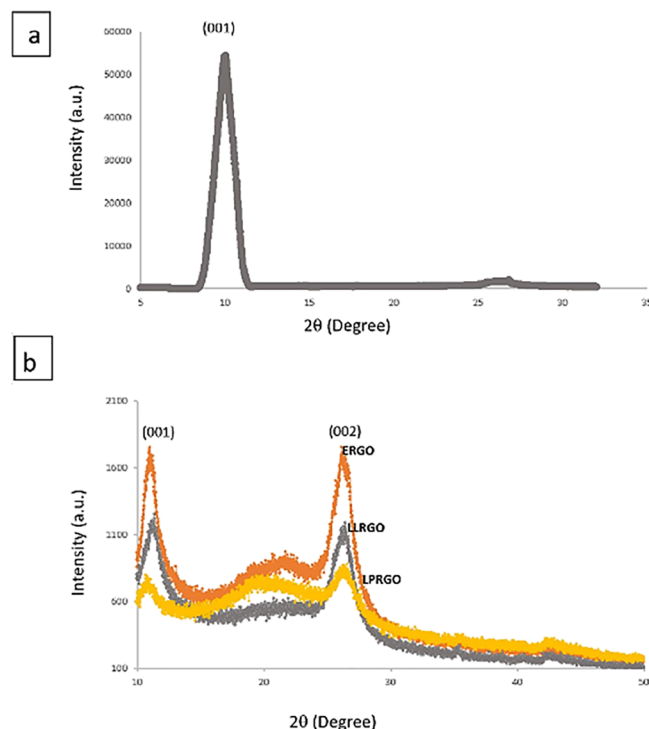 a
(001)
60000
50000
40000
30000
20000
10000
0
Intensity (a.u.)
5 10 15 20 25 30 35
2θ (Degree)
b
2100
1600
1100
600
100
Intensity (a.u.)
(001) (002)
ERGO
LLRGO
LPRGO
10 20 30 40 50
2θ (Degree)